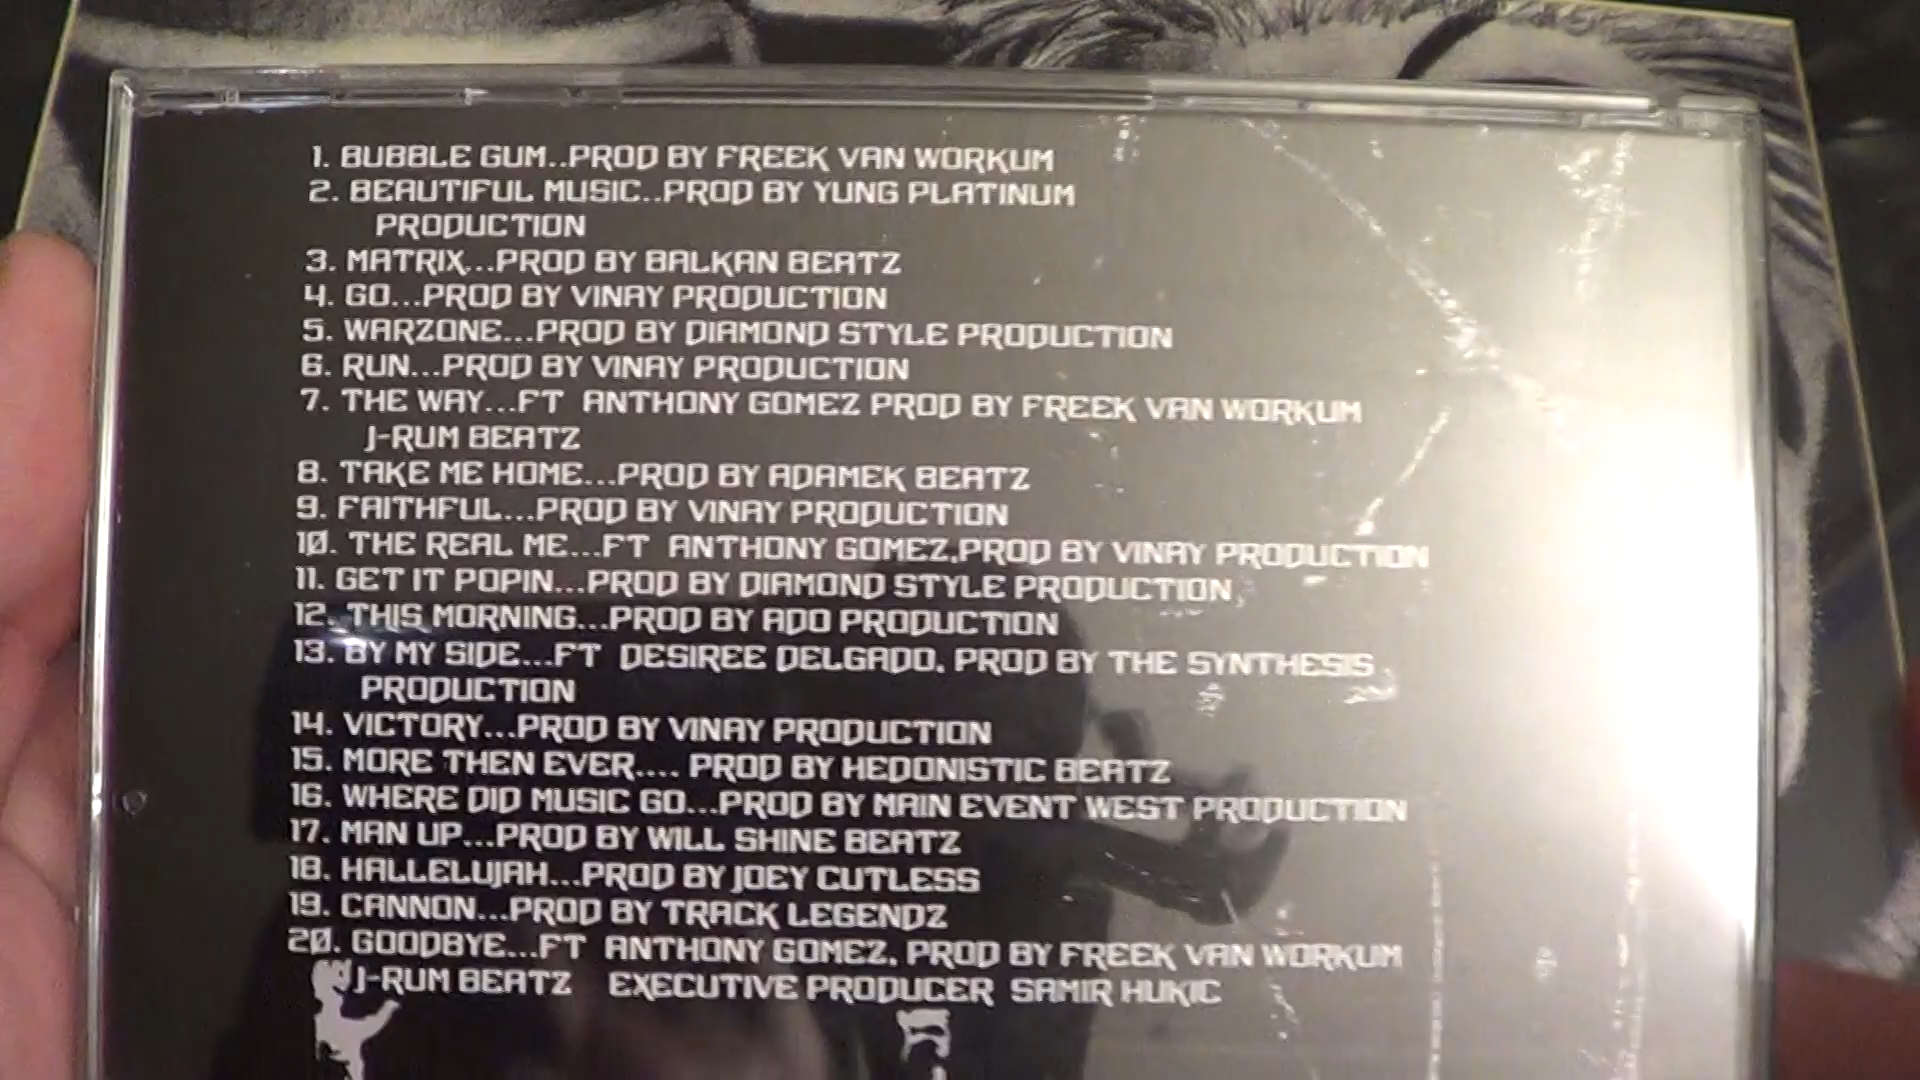 1. BUBBLE GUM..PROD BY FREEK VAN WORKUM
2. BEAUTIFUL MUSIC..PROD BY YUNG PLATINUM
PRODUCTION
3. MATRIX...PROD BY BALKAN BEATZ
4. GO...PROD BY VINAY PRODUCTION
5. WARZONE...PROD BY DIAMOND STYLE PRODUCTION
6. RUN...PROD BY VINAY PRODUCTION
7. THE WAY...FT ANTHONY GOMEZ PROD BY FREEK VAN WORKUM
J-RUM BEATZ
8. TAKE ME HOME...PROD BY ADAMEK BEATZ
9. FAITHFUL...PROD BY VINAY PRODUCTION
10. THE REAL ME...FT ANTHONY GOMEZ.PROD BY VINAY PRODUCTION
11. GET IT POPIN...PROD BY DIAMOND STYLE PRODUCTION
12. THIS MORNING...PROD BY ADO PRODUCTION
13. BY MY SIDE...FT DESIREE DELGADO. PROD BY THE SYNTHESIS
PRODUCTION
14. VICTORY...PROD BY VINAY PRODUCTION
15. MORE THEN EVER.... PROD BY HEDONISTIC BEATZ
16. WHERE DID MUSIC GO...PROD BY MAIN EVENT WEST PRODUCTION
17. MAN UP...PROD BY WILL SHINE BEATZ
18. HALLELUJAH...PROD BY JOEY CUTLESS
19. CANNON...PROD BY TRACK LEGENDZ
20. GOODBYE...FT ANTHONY GOMEZ. PROD BY FREEK VAN WORKUM
J-RUM BEATZ EXECUTIVE PRODUCER SAMIR HUKIC